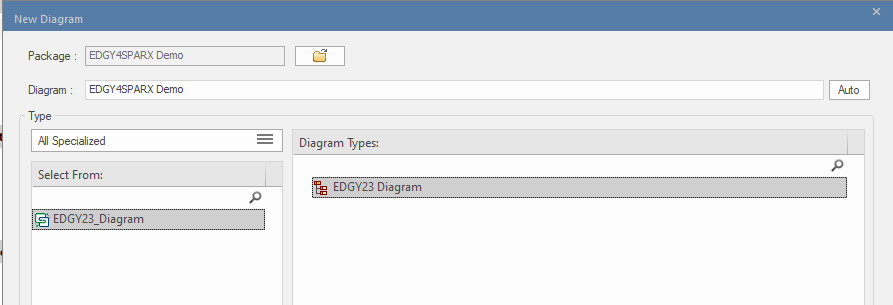 New Diagram
Package : EDGY4SPARX Demo
Diagram : EDGY4SPARX Demo Auto
Type
All Specialized
Diagram Types:
Select From:
EDGY23 Diagram
EDGY23_Diagram